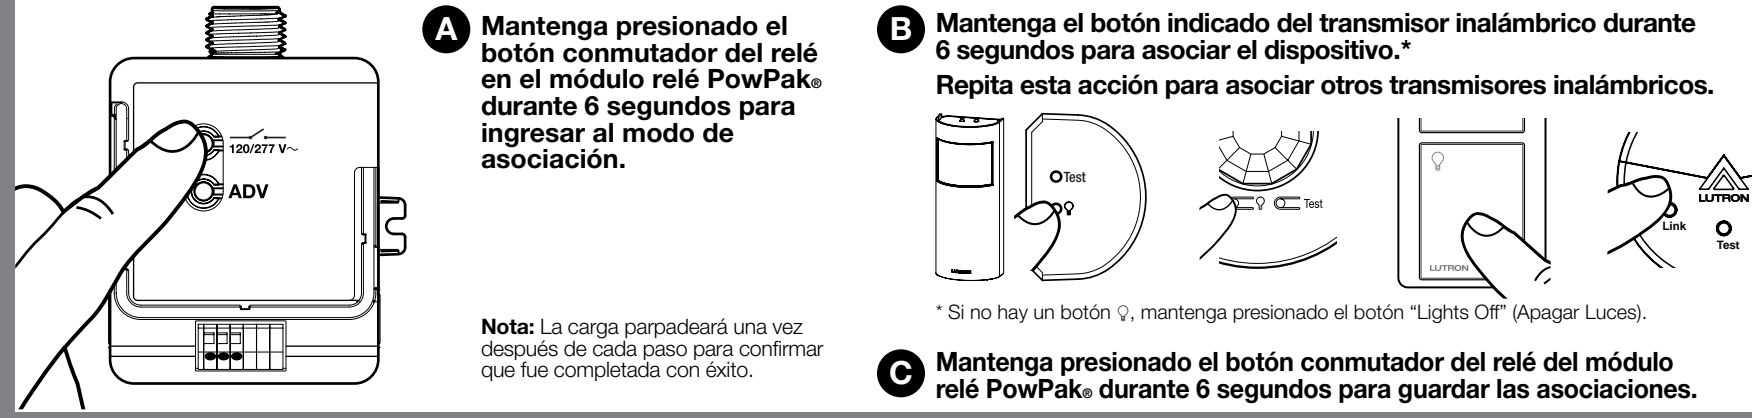 120/277 V~
ADV
A Mantenga presionado el
botón conmutador del relé
en el módulo relé PowPak®
durante 6 segundos para
ingresar al modo de
asociación.
Nota: La carga parpadeará una vez
después de cada paso para confirmar
que fue completada con éxito.
B Mantenga el botón indicado del transmisor inalámbrico durante
6 segundos para asociar el dispositivo.*
Repita esta acción para asociar otros transmisores inalámbricos.
LUTRON
Test
Test
LUTRON
LUTRON
Link
Test
* Si no hay un botón , mantenga presionado el botón “Lights Off” (Apagar Luces).
C Mantenga presionado el botón conmutador del relé del módulo
relé PowPak® durante 6 segundos para guardar las asociaciones.